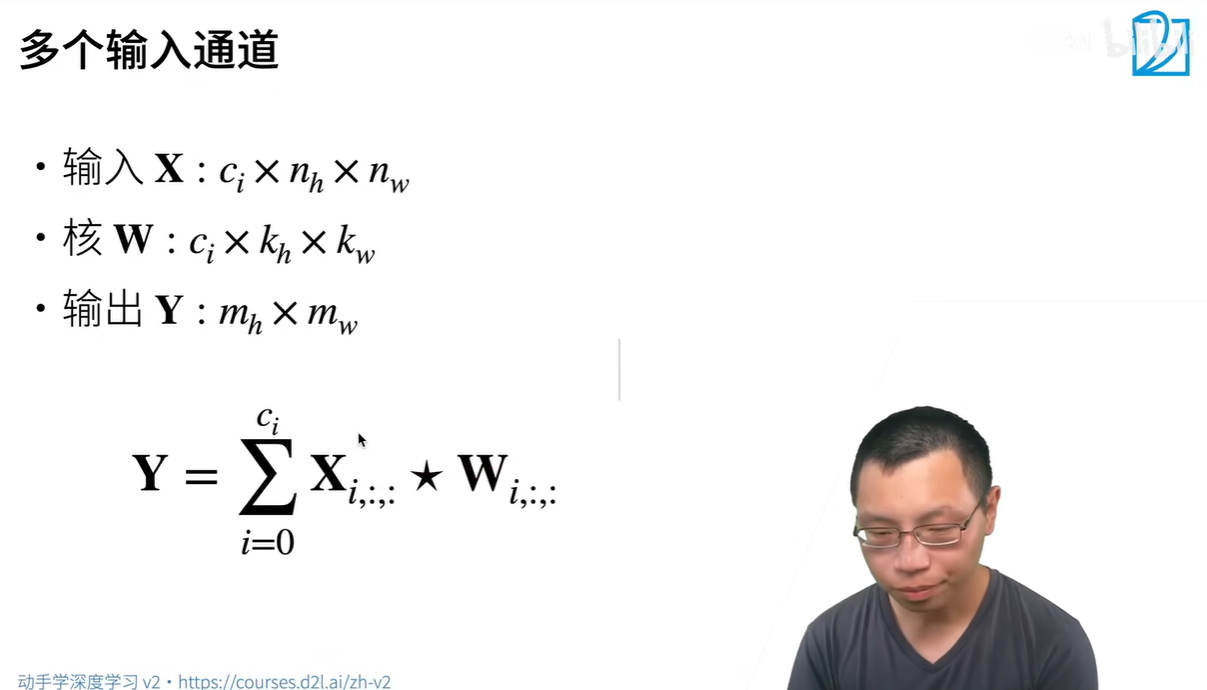 多个输入通道
bilibili
• 输入 X : c_i × n_h × n_w
• 核 W : c_i × k_h × k_w
• 输出 Y : m_h × m_w
Y = ∑_{i=0}^{c_i} X_{i,:,:} ★ W_{i,:,:}
动手学深度学习 v2 • https://courses.d2l.ai/zh-v2